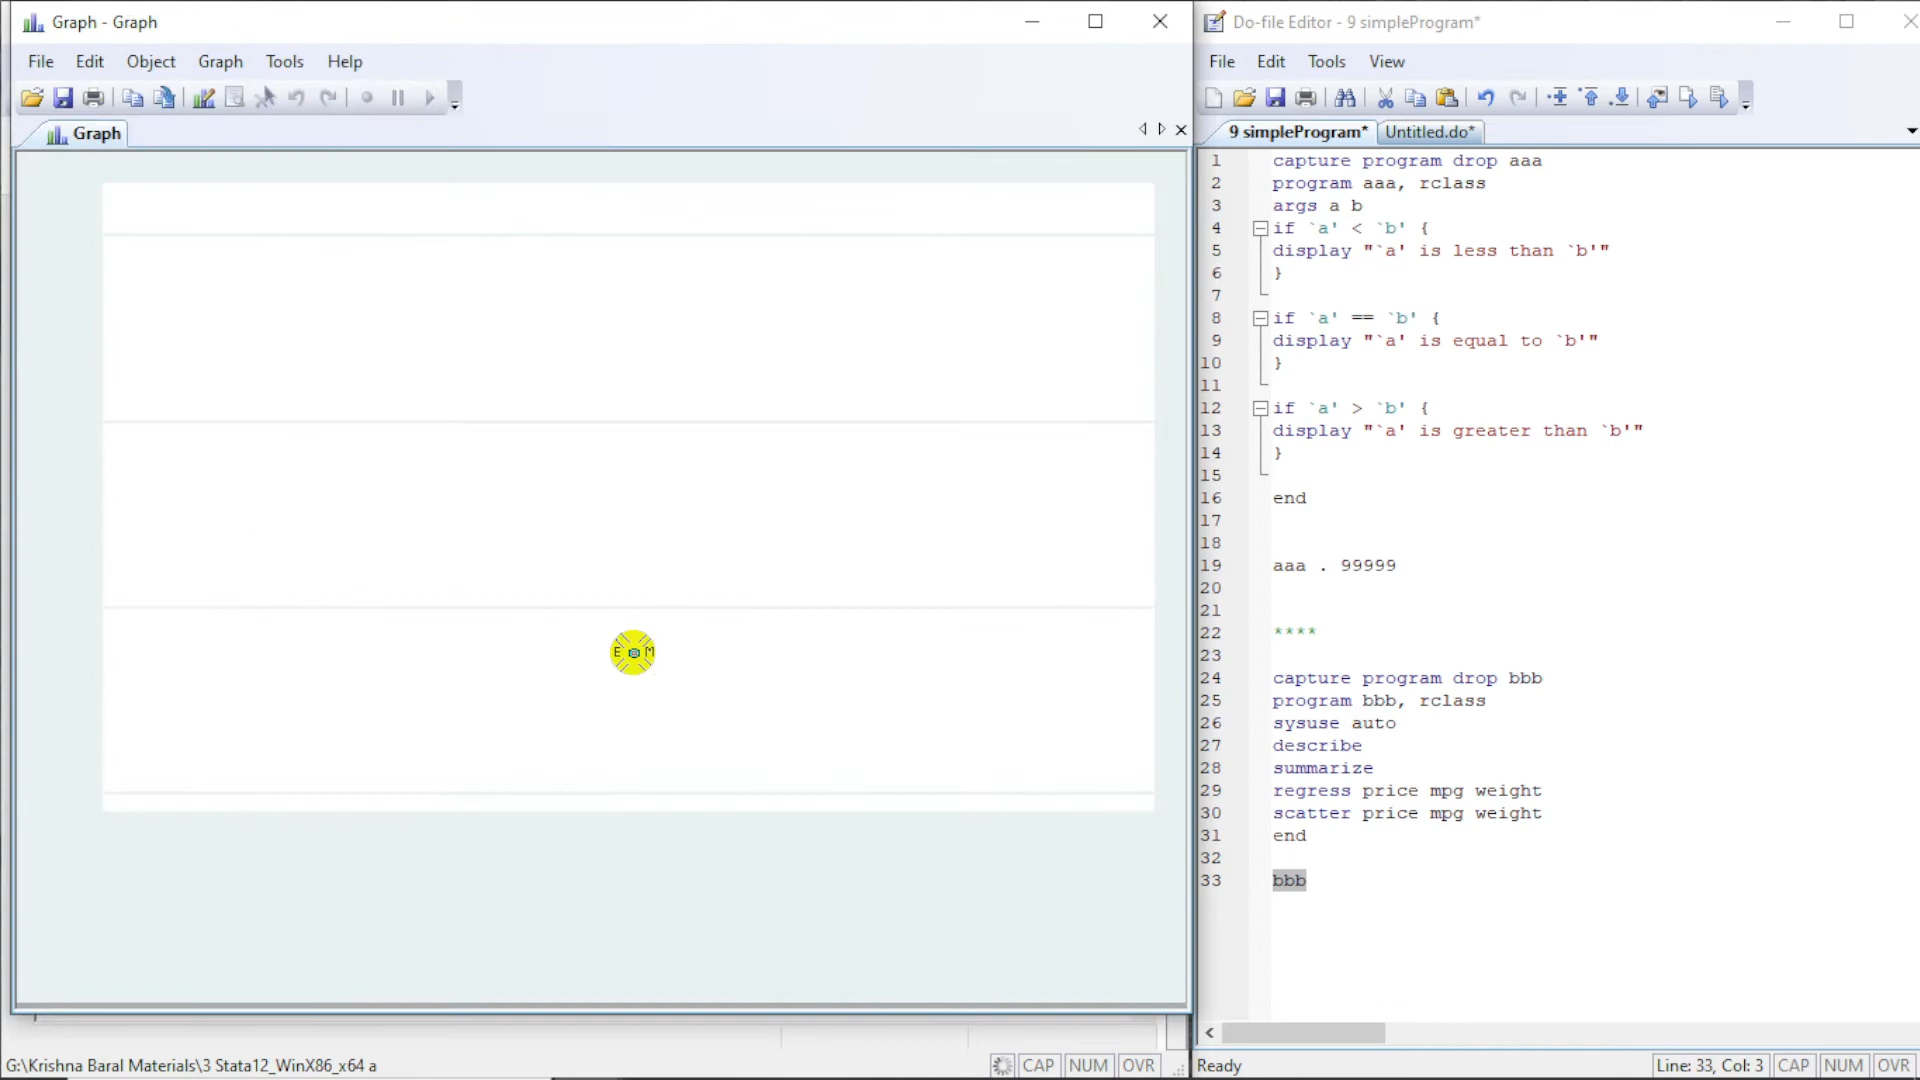 Graph - Graph
File Edit Object Graph Tools Help
Graph
E M
G:\Krishna Baral Materials\3 Stata12_WinX86_x64 a
CAP NUM OVR
Do-file Editor - 9 simpleProgram*
File Edit Tools View
9 simpleProgram* Untitled.do*
1 capture program drop aaa
2 program aaa, rclass
3 args a b
4 if `a' < `b' {
5 display "`a' is less than `b'"
6 }
7
8 if `a' == `b' {
9 display "`a' is equal to `b'"
10 }
11
12 if `a' > `b' {
13 display "`a' is greater than `b'"
14 }
15
16 end
17
18
19 aaa . 99999
20
21
22 ****
23
24 capture program drop bbb
25 program bbb, rclass
26 sysuse auto
27 describe
28 summarize
29 regress price mpg weight
30 scatter price mpg weight
31 end
32
33 bbb
Ready
Line: 33, Col: 3 CAP NUM OVR